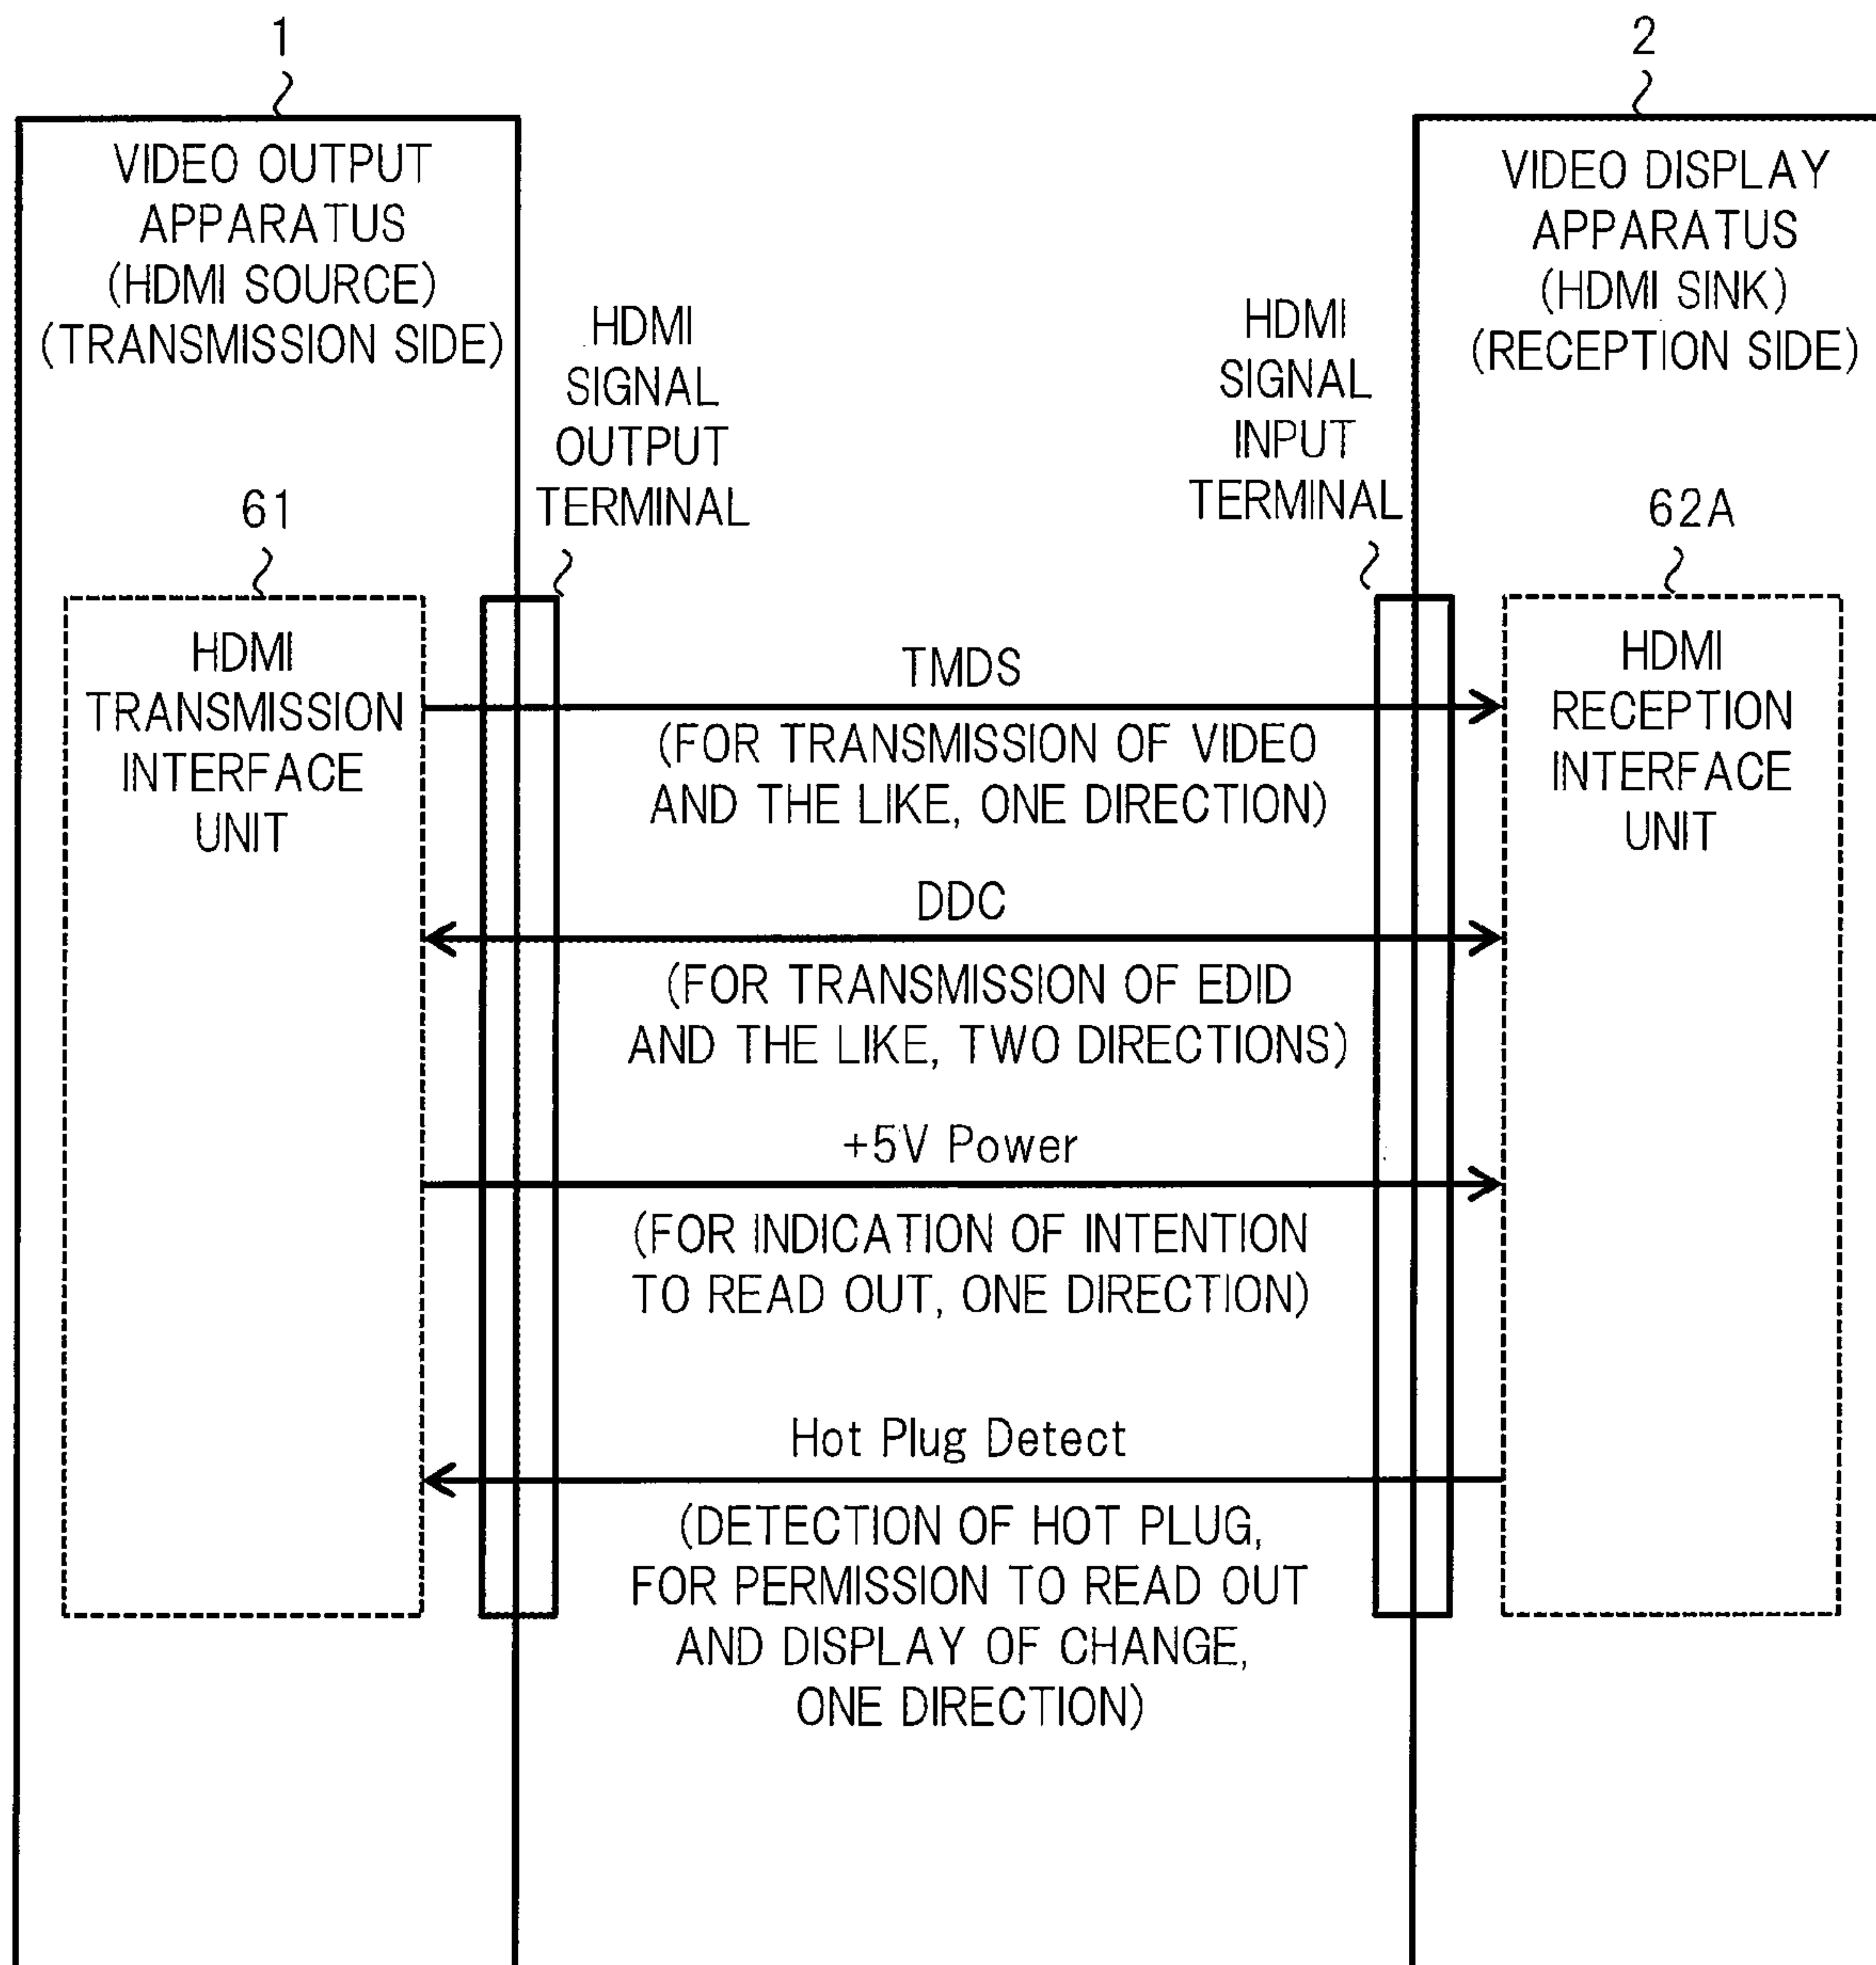 1
2
VIDEO OUTPUT
APPARATUS
(HDMI SOURCE)
(TRANSMISSION SIDE)
HDMI
SIGNAL
OUTPUT
TERMINAL
HDMI
SIGNAL
INPUT
TERMINAL
VIDEO DISPLAY
APPARATUS
(HDMI SINK)
(RECEPTION SIDE)
61
62A
HDMI
TRANSMISSION
INTERFACE
UNIT
HDMI
RECEPTION
INTERFACE
UNIT
TMDS
(FOR TRANSMISSION OF VIDEO
AND THE LIKE, ONE DIRECTION)
DDC
(FOR TRANSMISSION OF EDID
AND THE LIKE, TWO DIRECTIONS)
+5V Power
(FOR INDICATION OF INTENTION
TO READ OUT, ONE DIRECTION)
Hot Plug Detect
(DETECTION OF HOT PLUG,
FOR PERMISSION TO READ OUT
AND DISPLAY OF CHANGE,
ONE DIRECTION)